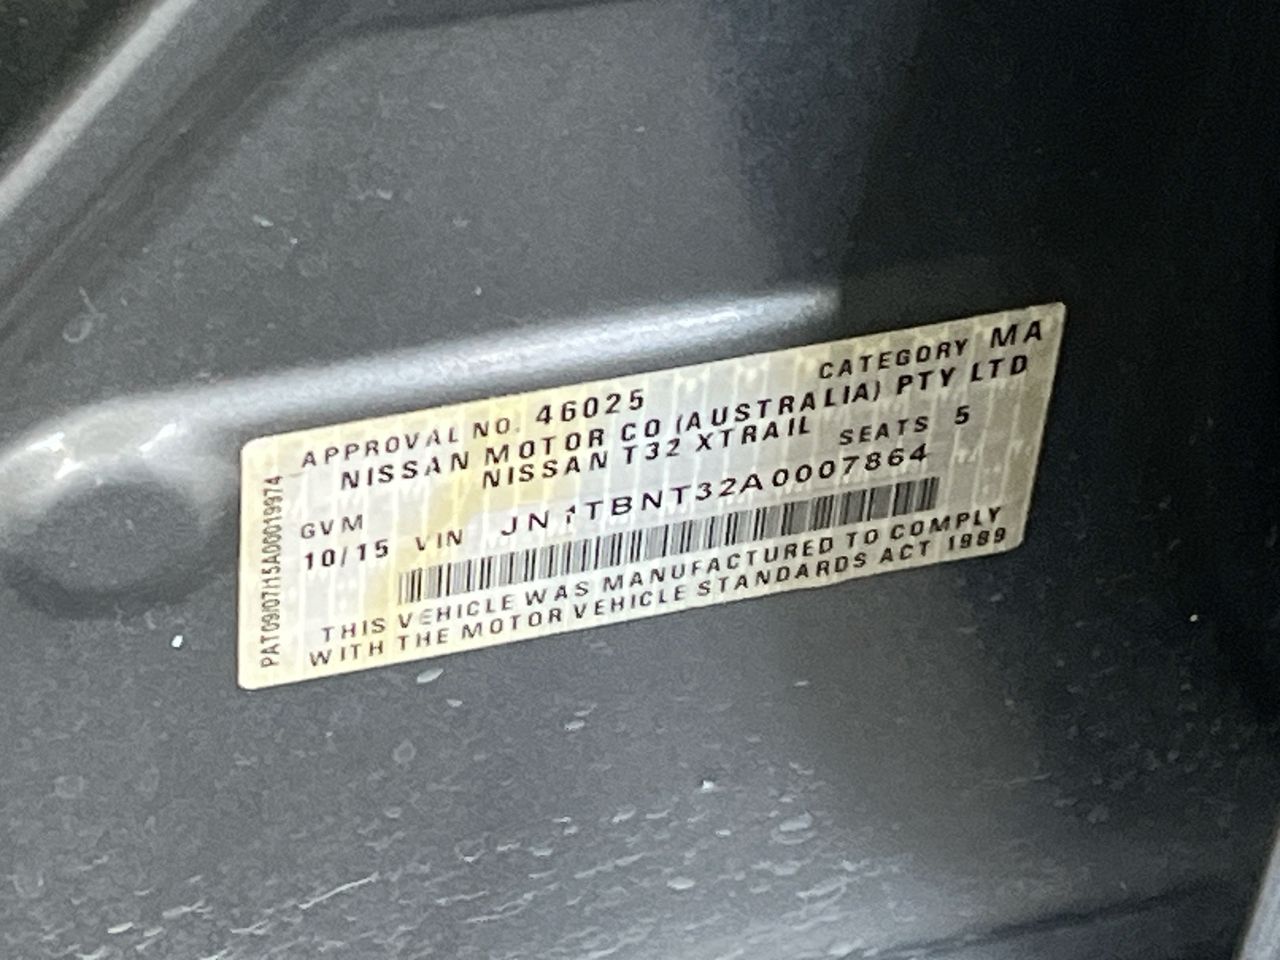 APPROVAL NO. 46025 CATEGORY MA
NISSAN MOTOR CO (AUSTRALIA) PTY LTD
NISSAN T32 XTRAIL
GVM SEATS 5
10/15 VIN JN1TBNT32A0007864
THIS VEHICLE WAS MANUFACTURED TO COMPLY
WITH THE MOTOR VEHICLE STANDARDS ACT 1989
PAT09/07H15A00019974